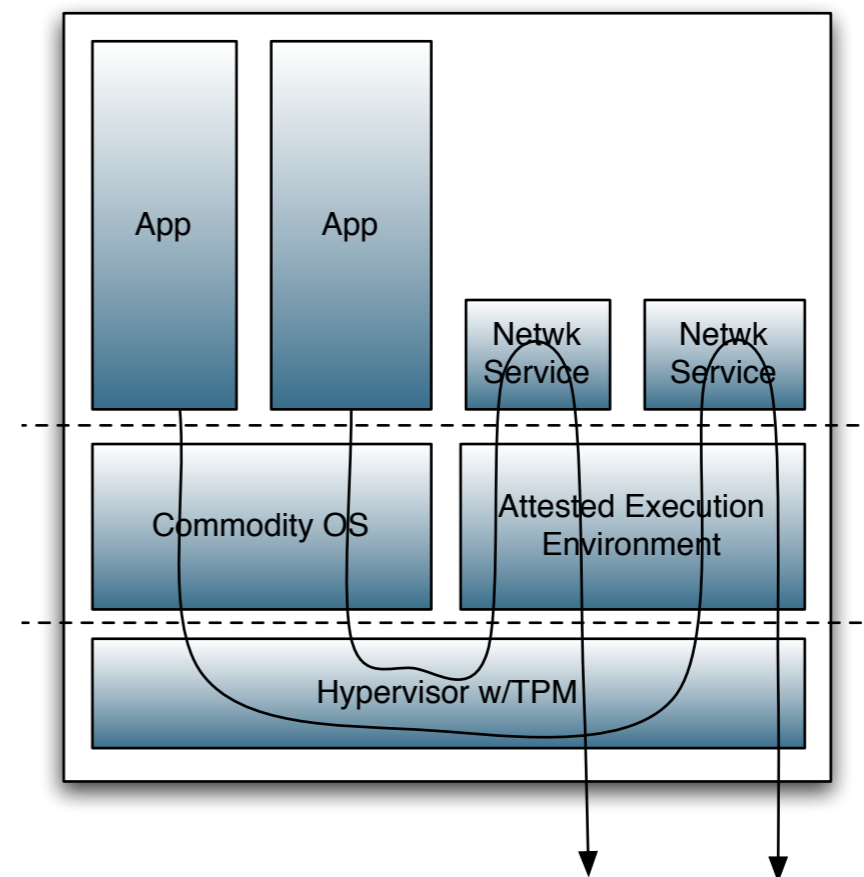 App
App
Netwk
Service
Netwk
Service
Commodity OS
Attested Execution
Environment
Hypervisor w/TPM